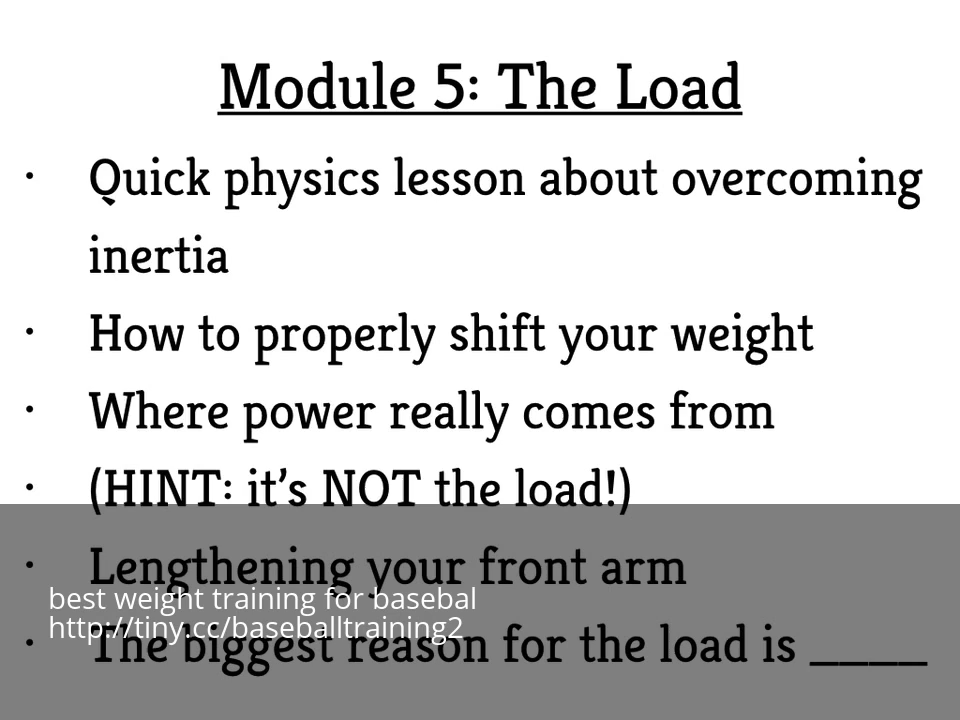 Module 5: The Load
· Quick physics lesson about overcoming
inertia
· How to properly shift your weight
· Where power really comes from
· (HINT: it’s NOT the load!)
· Lengthening your front arm
best weight training for basebal
http://tiny.cc/baseballtraining2
· The biggest reason for the load is ____